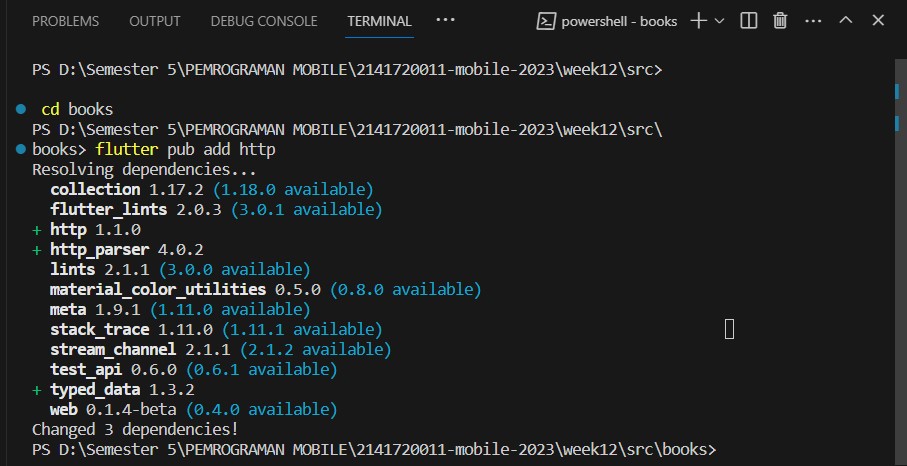 PROBLEMS OUTPUT DEBUG CONSOLE TERMINAL ··· powershell - books
PS D:\Semester 5\PEMROGRAMAN MOBILE\2141720011-mobile-2023\week12\src>
cd books
PS D:\Semester 5\PEMROGRAMAN MOBILE\2141720011-mobile-2023\week12\src\
books> flutter pub add http
Resolving dependencies...
collection 1.17.2 (1.18.0 available)
flutter_lints 2.0.3 (3.0.1 available)
+ http 1.1.0
+ http_parser 4.0.2
lints 2.1.1 (3.0.0 available)
material_color_utilities 0.5.0 (0.8.0 available)
meta 1.9.1 (1.11.0 available)
stack_trace 1.11.0 (1.11.1 available)
stream_channel 2.1.1 (2.1.2 available)
test_api 0.6.0 (0.6.1 available)
+ typed_data 1.3.2
web 0.1.4-beta (0.4.0 available)
Changed 3 dependencies!
PS D:\Semester 5\PEMROGRAMAN MOBILE\2141720011-mobile-2023\week12\src\books>